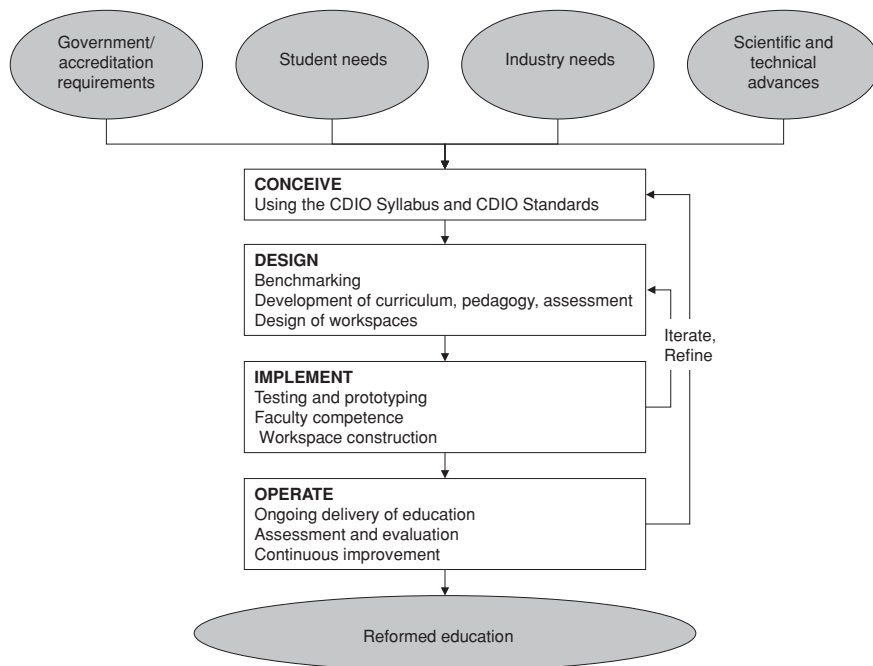 Government/
accreditation
requirements
Student needs
Industry needs
Scientific and
technical
advances
CONCEIVE
Using the CDIO Syllabus and CDIO Standards
DESIGN
Benchmarking
Development of curriculum, pedagogy, assessment
Design of workspaces
Iterate,
Refine
IMPLEMENT
Testing and prototyping
Faculty competence
Workspace construction
OPERATE
Ongoing delivery of education
Assessment and evaluation
Continuous improvement
Reformed education